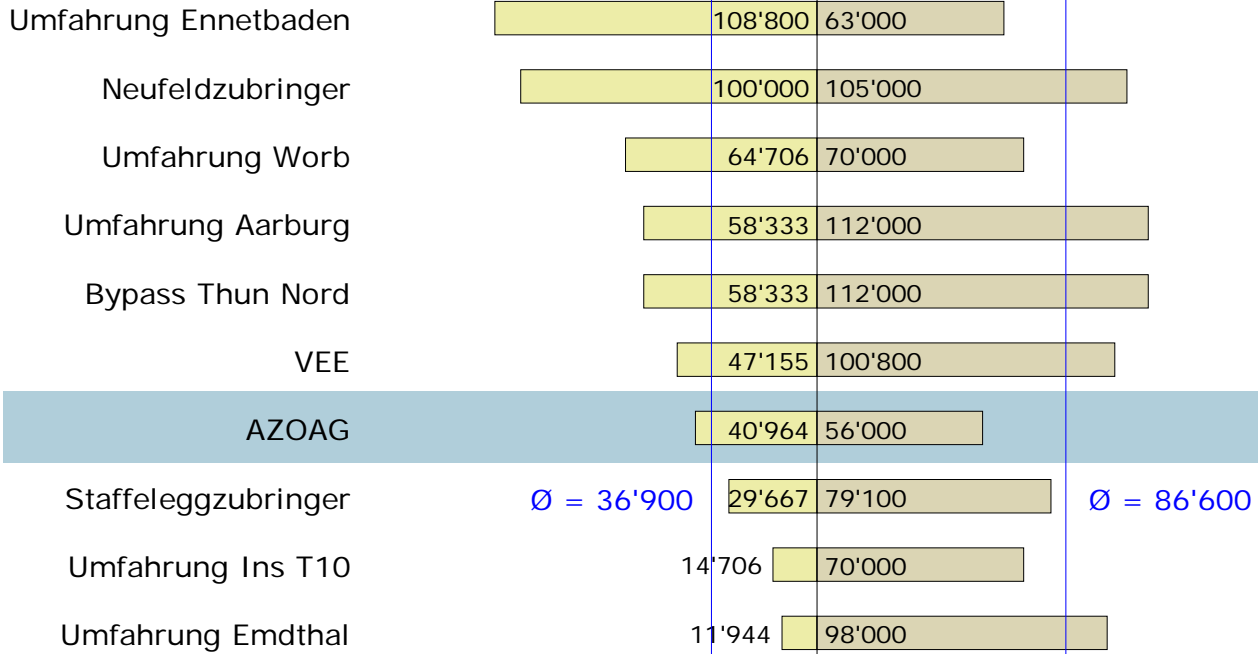 Umfahrung Ennetbaden 108'800 63'000
Neufeldzubringer 100'000 105'000
Umfahrung Worb 64'706 70'000
Umfahrung Aarburg 58'333 112'000
Bypass Thun Nord 58'333 112'000
VEE 47'155 100'800
AZOAG 40'964 56'000
Staffeleggzubringer Ø = 36'900 29'667 79'100 Ø = 86'600
Umfahrung Ins T10 14'706 70'000
Umfahrung Emdthal 11'944 98'000